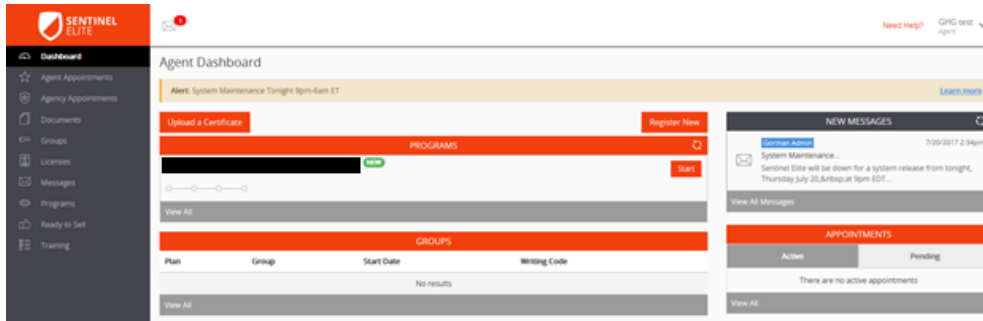 SENTINEL
ELITE
1
Need Help?
GHG test
Agent
Dashboard
Agent Appointments
Agency Appointments
Documents
Groups
Licenses
Messages
Programs
Ready to Sell
Training
Agent Dashboard
Alert: System Maintenance Tonight 9pm-6am ET
Learn more
Upload a Certificate
Register New
PROGRAMS
NEW
Start
View All
GROUPS
Plan Group Start Date Writing Code
No results
View All
NEW MESSAGES
Gorman Admin 7/20/2017 2:34pm
System Maintenance...
Sentinel Elite will be down for a system release from tonight,
Thursday July 20,&nbsp;at 9pm EDT...
View All Messages
APPOINTMENTS
Active Pending
There are no active appointments
View All